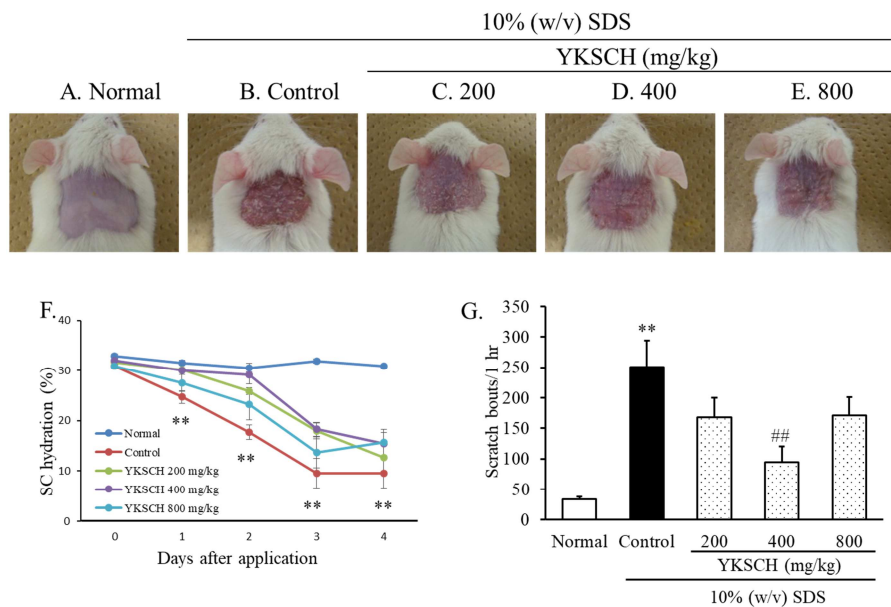 10% (w/v) SDS
YKSCH (mg/kg)
A. Normal B. Control C. 200 D. 400 E. 800
F.
40
30
20
10
0
SC hydration (%)
**
**
**
**
Normal
Control
YKSCH 200 mg/kg
YKSCH 400 mg/kg
YKSCH 800 mg/kg
0 1 2 3 4
Days after application
G.
350
300
250
200
150
100
50
0
Scratch bouts/1 hr
**
##
Normal Control 200 400 800
YKSCH (mg/kg)
10% (w/v) SDS